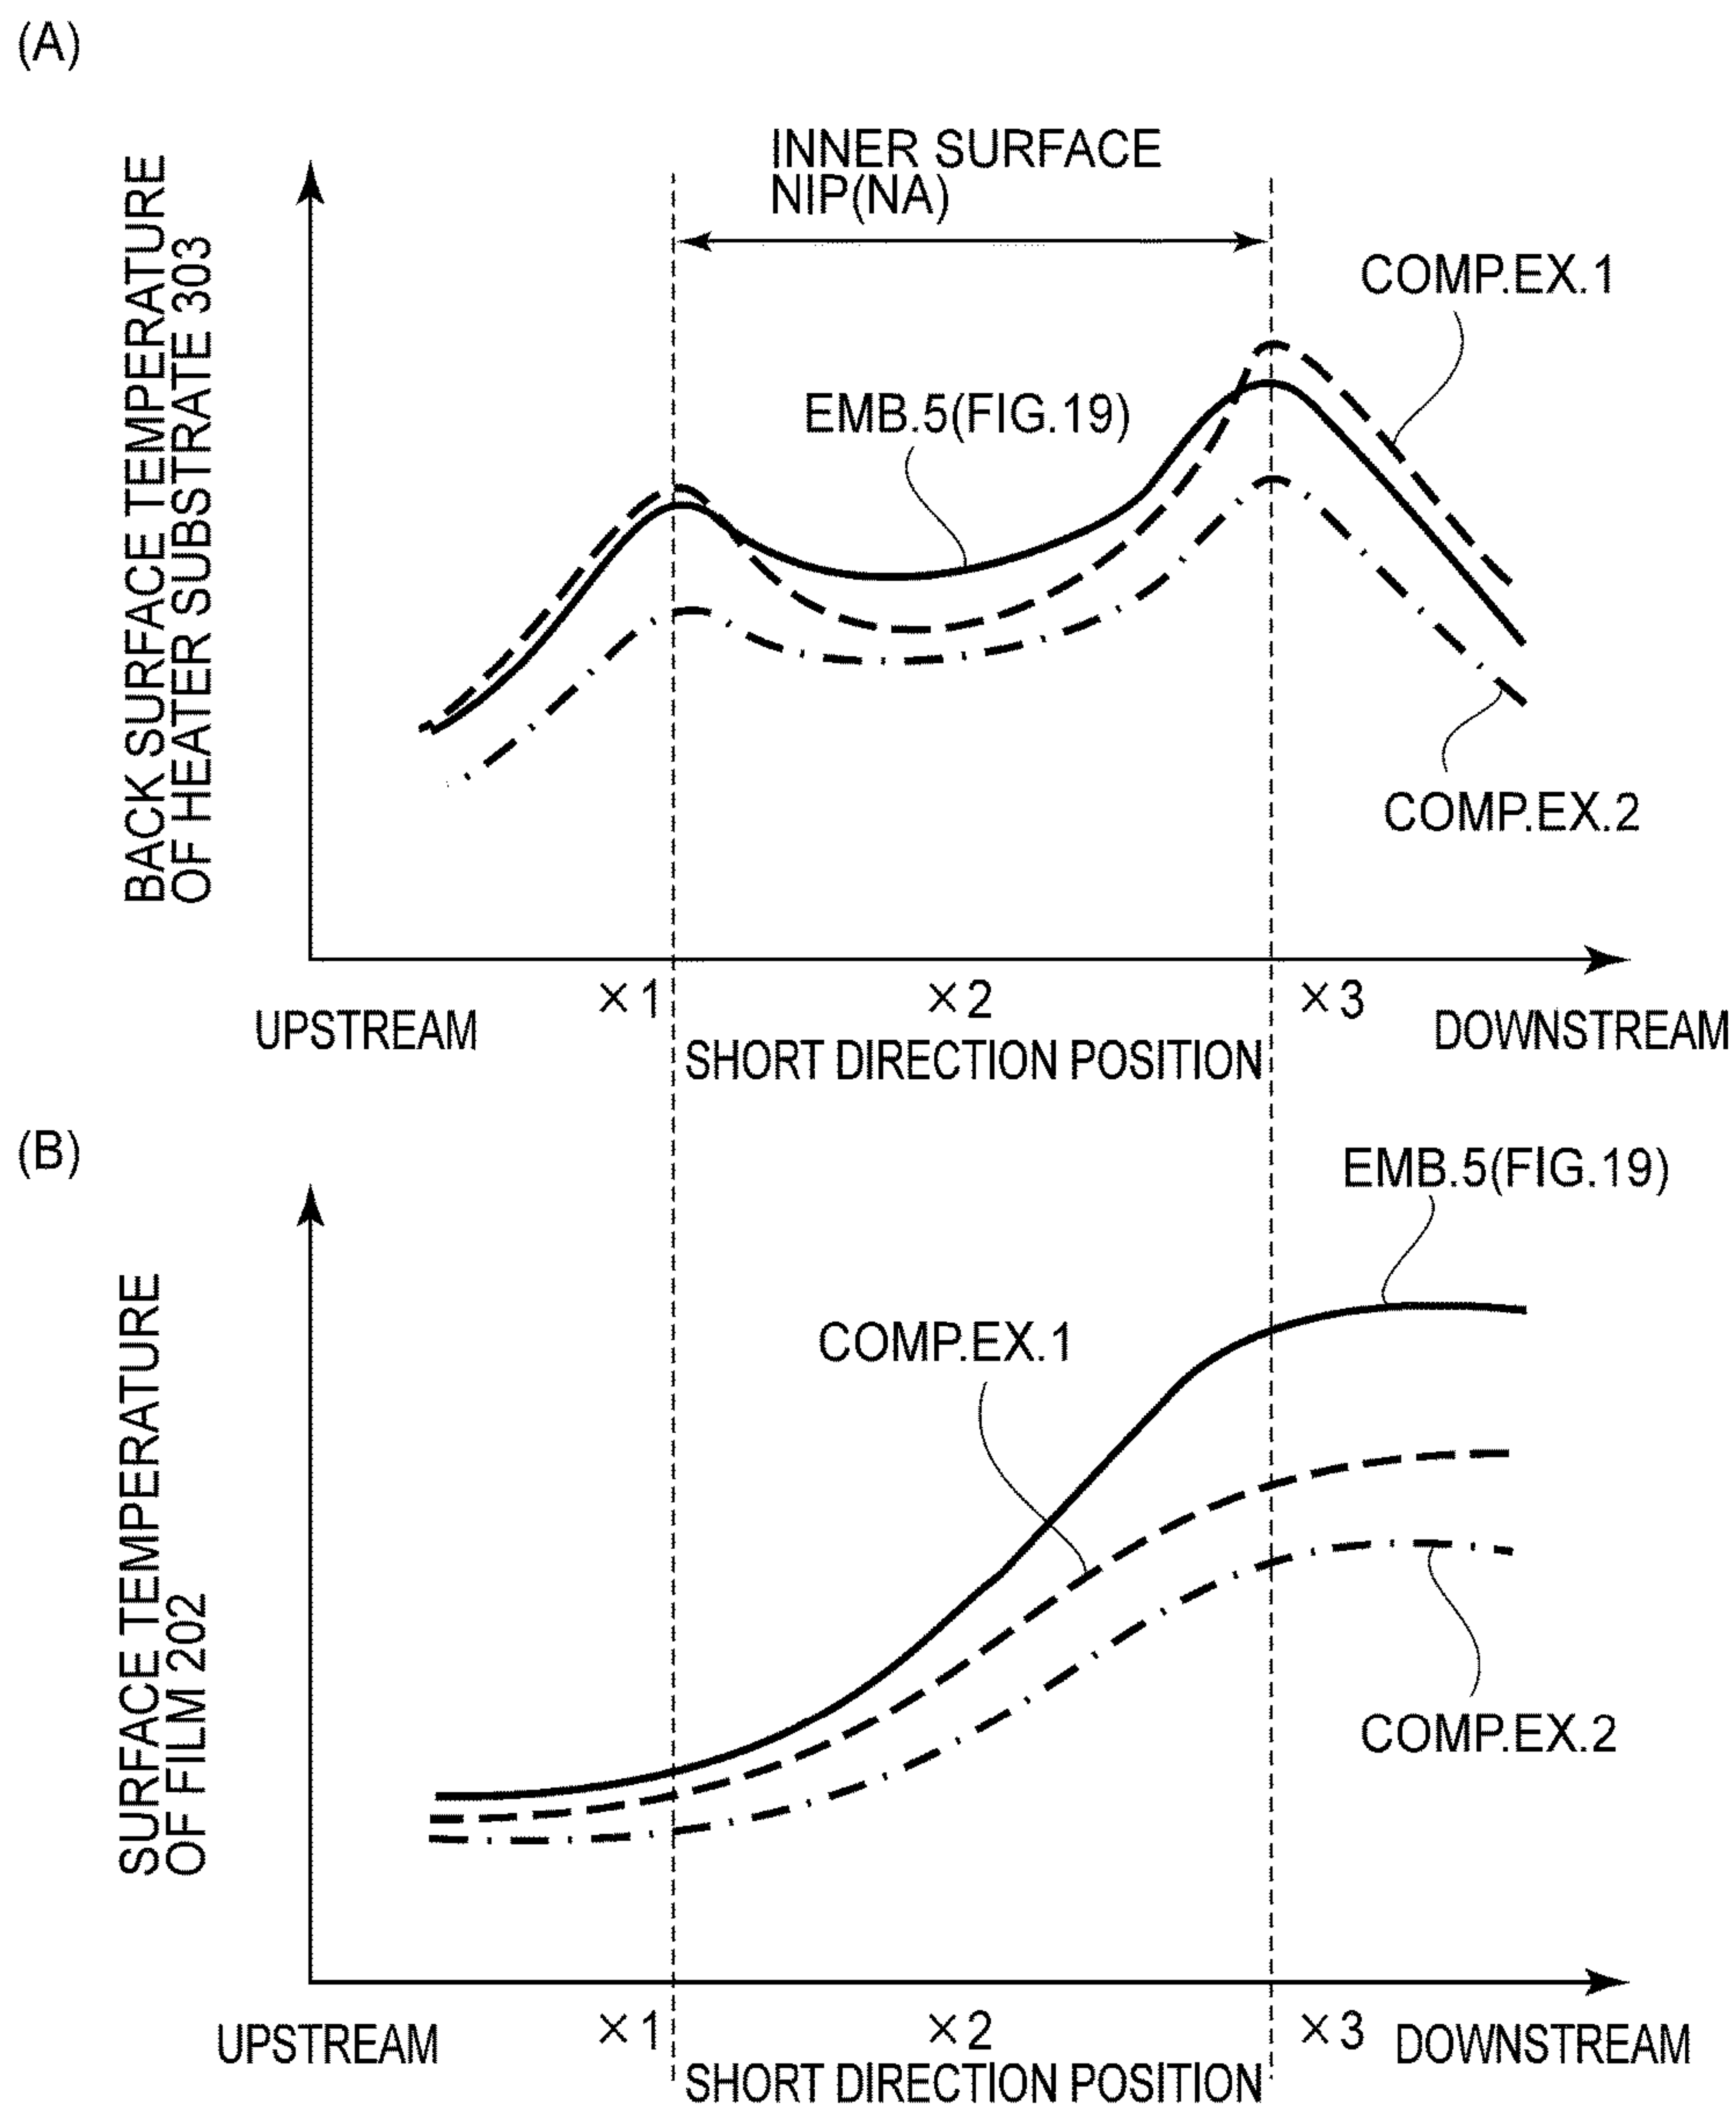 (A)
INNER SURFACE
NIP(NA)
BACK SURFACE TEMPERATURE
OF HEATER SUBSTRATE 303
COMP.EX.1
EMB.5(FIG.19)
COMP.EX.2
×1
×2
×3
UPSTREAM
DOWNSTREAM
SHORT DIRECTION POSITION
(B)
EMB.5(FIG.19)
SURFACE TEMPERATURE
OF FILM 202
COMP.EX.1
COMP.EX.2
×1
×2
×3
UPSTREAM
DOWNSTREAM
SHORT DIRECTION POSITION